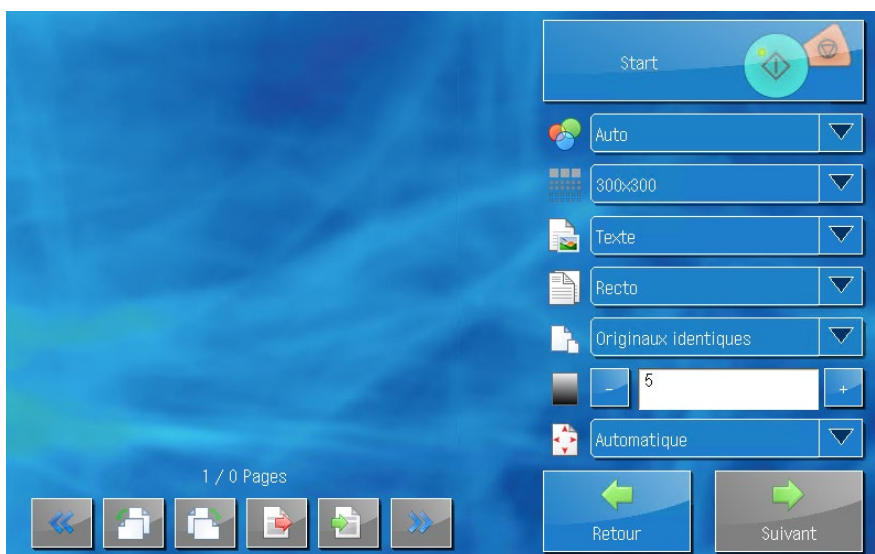 Start
Auto
300x300
Texte
Recto
Originaux identiques
- 5 +
Automatique
1 / 0 Pages
Retour
Suivant